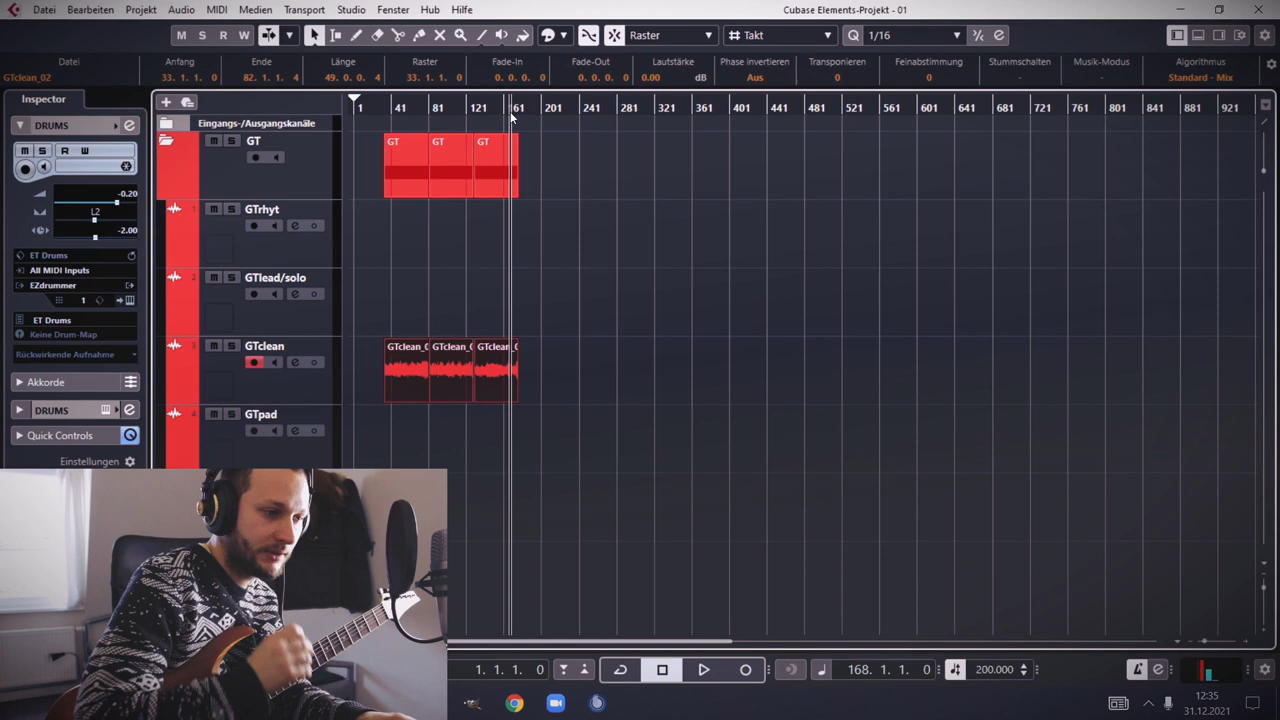 Datei Bearbeiten Projekt Audio MIDI Medien Transport Studio Fenster Hub Hilfe Cubase Elements-Projekt - 01
M S R W Raster Takt Q 1/16
Datei Anfang Ende Länge Raster Fade-In Fade-Out Lautstärke Phase invertieren Transponieren Feinabstimmung Stummschalten Musik-Modus Algorithmus
GTclean_02 33. 1. 1. 0 82. 1. 1. 4 49. 0. 0. 4 33. 1. 1. 0 0. 0. 0. 0 0. 0. 0. 0 0.00 dB Aus 0 0 - - Standard - Mix
Inspector
1 41 81 121 61 201 241 281 321 361 401 441 481 521 561 601 641 681 721 761 801 841 881 921
DRUMS
Eingangs-/Ausgangskanäle
m S R W
m S GT
GT GT GT
-0.20
L2
-2.00
1 m S GTrhyt
ET Drums
All MIDI Inputs
EZdrummer
1
2 m S GTlead/solo
ET Drums
Keine Drum-Map
Rückwirkende Aufnahme
3 m S GTclean
GTclean_0 GTclean_0 GTclean_0
Akkorde
DRUMS
4 m S GTpad
Quick Controls
Einstellungen
1. 1. 1. 0 168. 1. 1. 0 200.000
12:35
31.12.2021